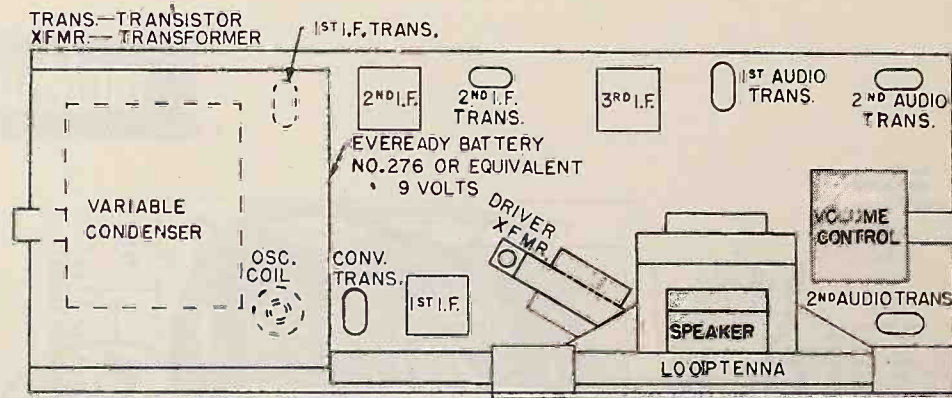 TRANS.—TRANSISTOR
XFMR.—TRANSFORMER
1ST I.F. TRANS.
2ND I.F.
2ND I.F.
TRANS.
3RD I.F.
1ST AUDIO
TRANS.
2ND AUDIO
TRANS.
EVEREADY BATTERY
NO.276 OR EQUIVALENT
9 VOLTS
VARIABLE
CONDENSER
DRIVER
XFMR.
VOLUME
CONTROL
OSC.
COIL
CONV.
TRANS.
1ST I.F.
2ND AUDIO TRANS
SPEAKER
LOOPTENNA